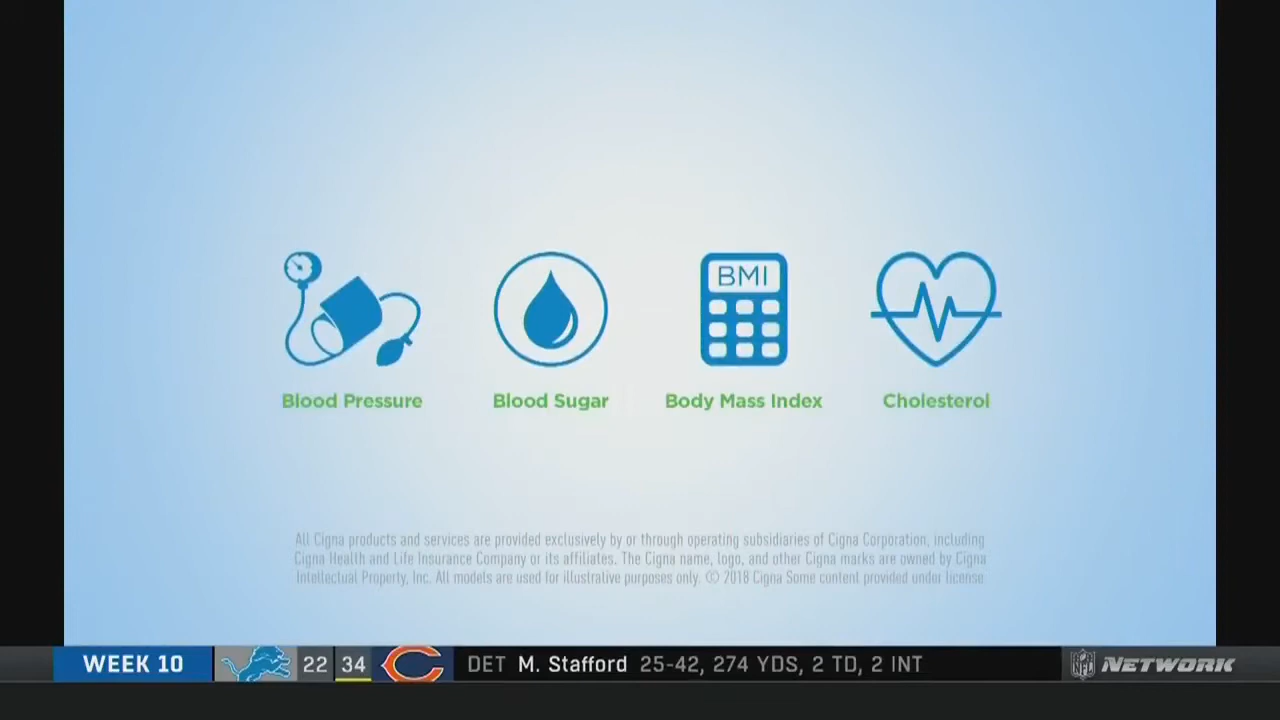 BMI
Blood Pressure
Blood Sugar
Body Mass Index
Cholesterol
All Cigna products and services are provided exclusively by or through operating subsidiaries of Cigna Corporation, including
Cigna Health and Life Insurance Company or its affiliates. The Cigna name, logo, and other Cigna marks are owned by Cigna
Intellectual Property, Inc. All models are used for illustrative purposes only. © 2018 Cigna Some content provided under license
WEEK 10 22 34 DET M. Stafford 25-42, 274 YDS, 2 TD, 2 INT NFL NETWORK